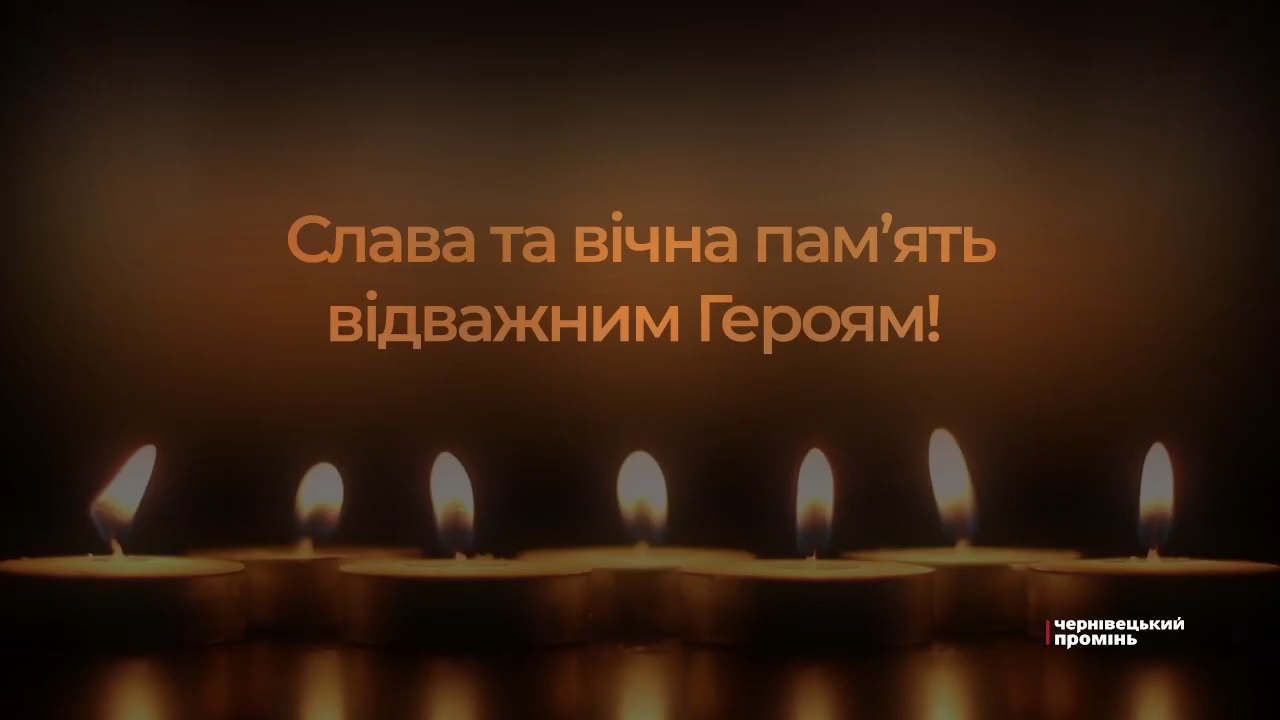 Слава та вічна пам’ять
відважним Героям!
чернівецький
промінь